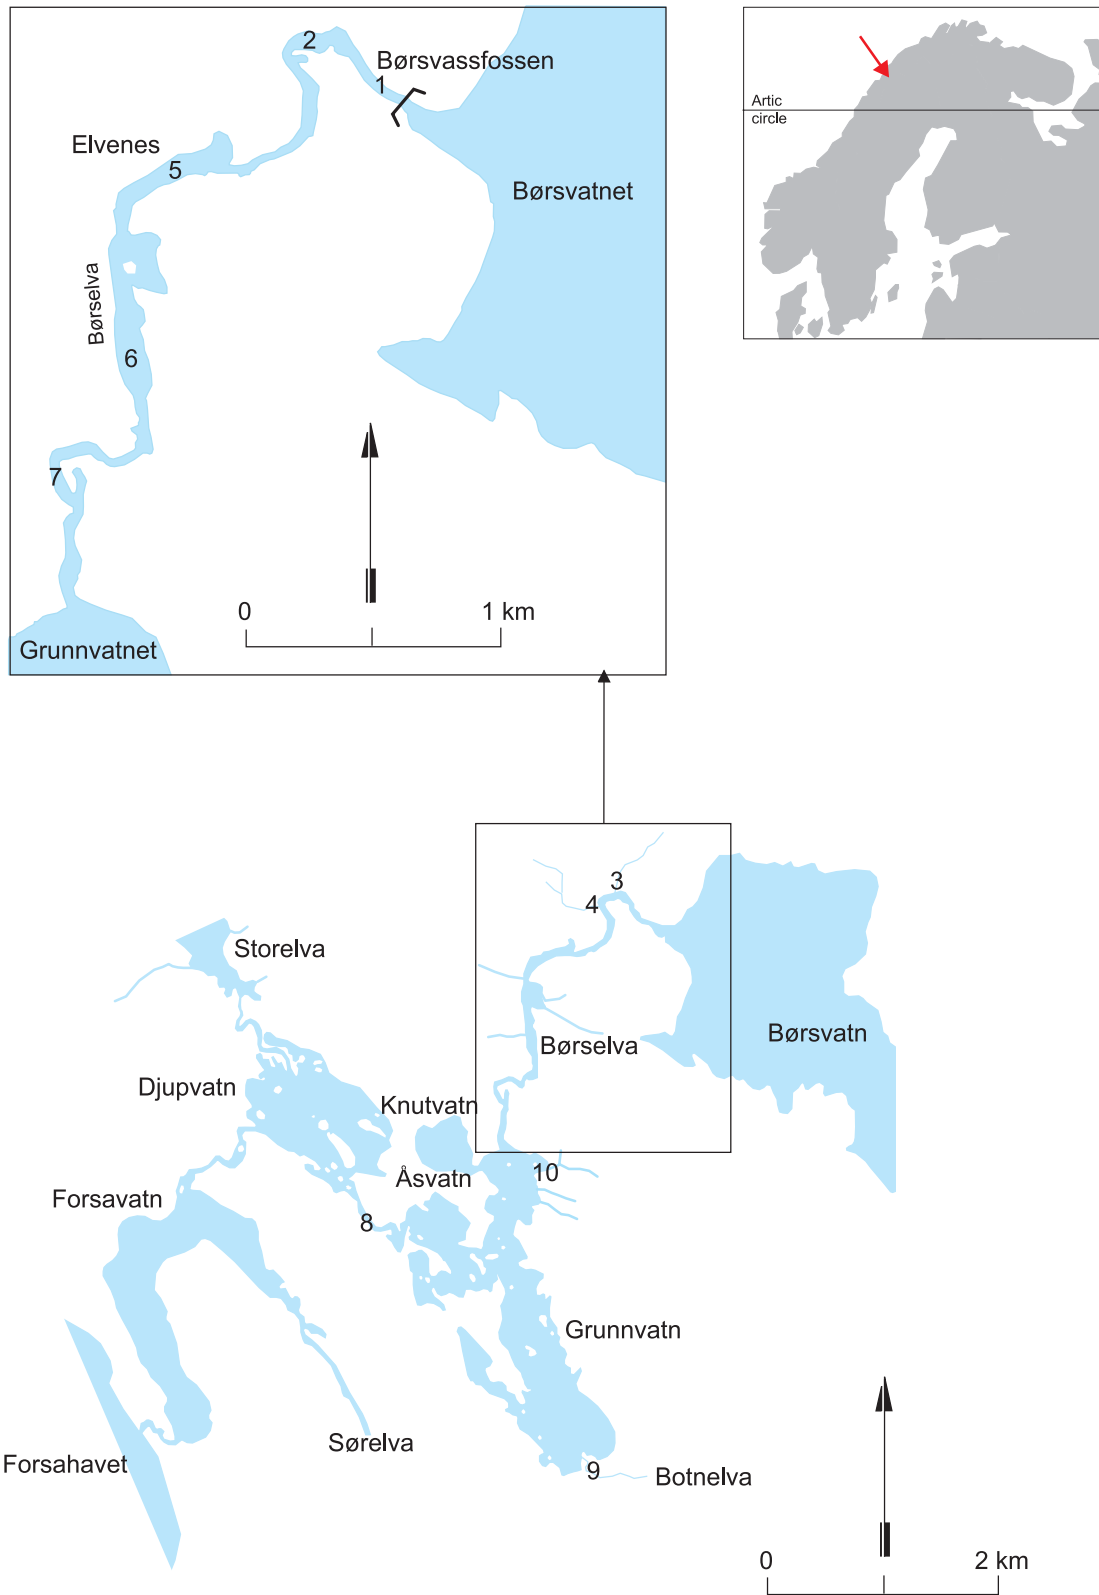 2
Børsvassfossen
1
Elvenes
5
Børsvatnet
Børselva
6
7
0
1 km
Grunnvatnet
Artic
circle
3
4
Storelva
Børsvatn
Børselva
Djupvatn
Knutvatn
10
Åsvatn
Forsavatn
8
Grunnvatn
Sørelva
Forsahavet
9
Botnelva
0
2 km